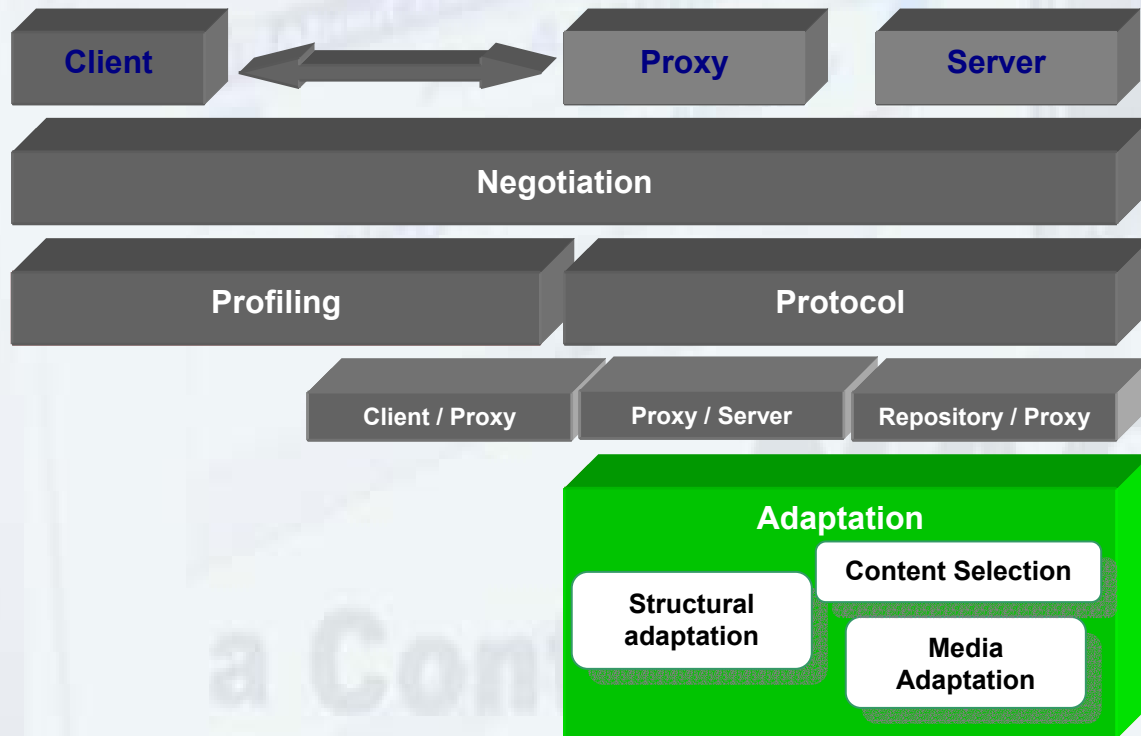 Client
Proxy
Server
Negotiation
Profiling
Protocol
Client / Proxy
Proxy / Server
Repository / Proxy
Adaptation
Content Selection
Structural
adaptation
Media
Adaptation
a Cont